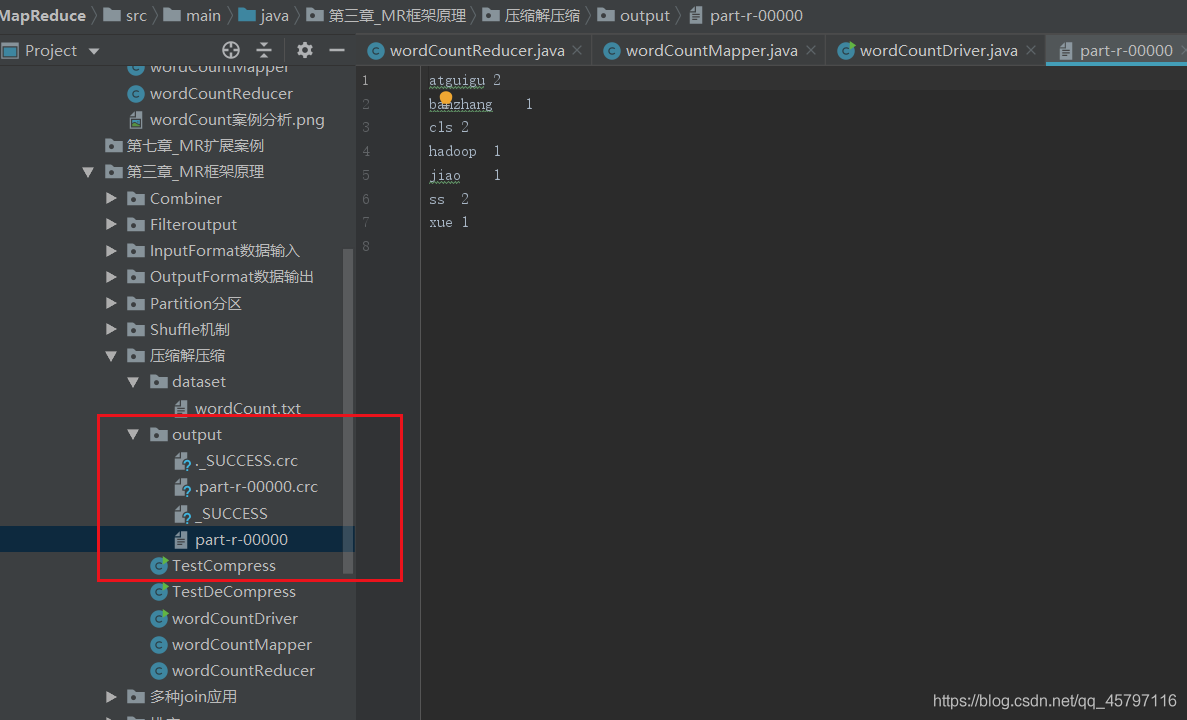 MapReduce src main java 第三章_MR框架原理 压缩解压缩 output part-r-00000
Project
wordCountReducer.java wordCountMapper.java wordCountDriver.java part-r-00000
wordCountMapper
wordCountReducer
wordCount案例分析.png
第七章_MR扩展案例
第三章_MR框架原理
Combiner
Filteroutput
InputFormat数据输入
OutputFormat数据输出
Partition分区
Shuffle机制
压缩解压缩
dataset
wordCount.txt
output
._SUCCESS.crc
.part-r-00000.crc
_SUCCESS
part-r-00000
TestCompress
TestDeCompress
wordCountDriver
wordCountMapper
wordCountReducer
多种join应用
1 atguigu 2
2 banzhang 1
3 cls 2
4 hadoop 1
5 jiao 1
6 ss 2
7 xue 1
8
https://blog.csdn.net/qq_45797116